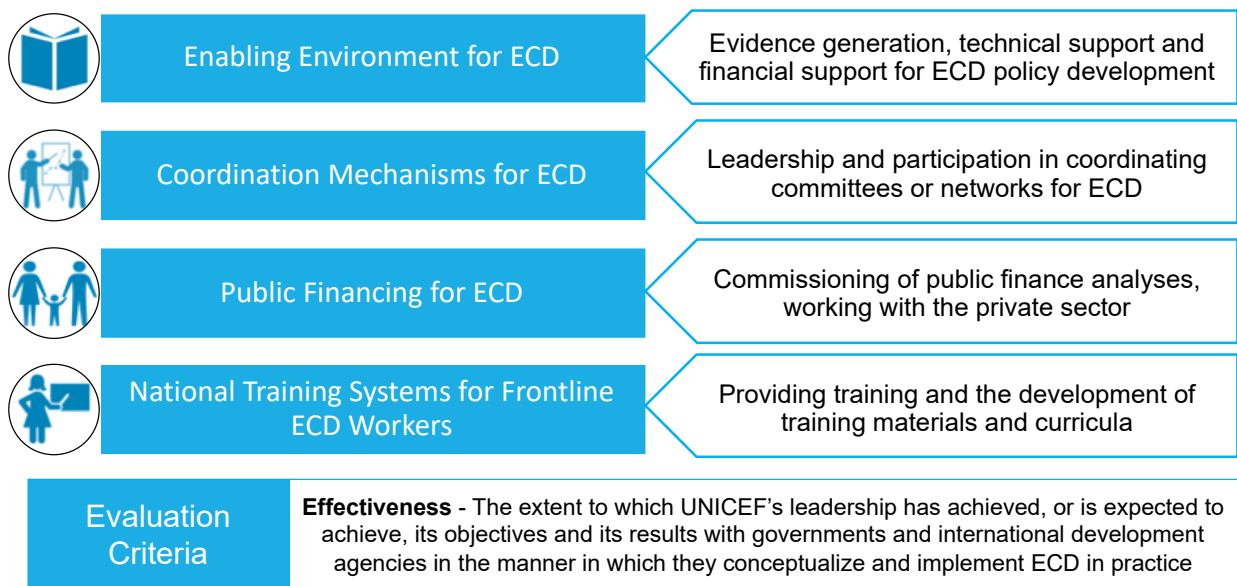 Enabling Environment for ECD
Evidence generation, technical support and
financial support for ECD policy development
Coordination Mechanisms for ECD
Leadership and participation in coordinating
committees or networks for ECD
Public Financing for ECD
Commissioning of public finance analyses,
working with the private sector
National Training Systems for Frontline
ECD Workers
Providing training and the development of
training materials and curricula
Evaluation
Criteria
Effectiveness - The extent to which UNICEF’s leadership has achieved, or is expected to
achieve, its objectives and its results with governments and international development
agencies in the manner in which they conceptualize and implement ECD in practice